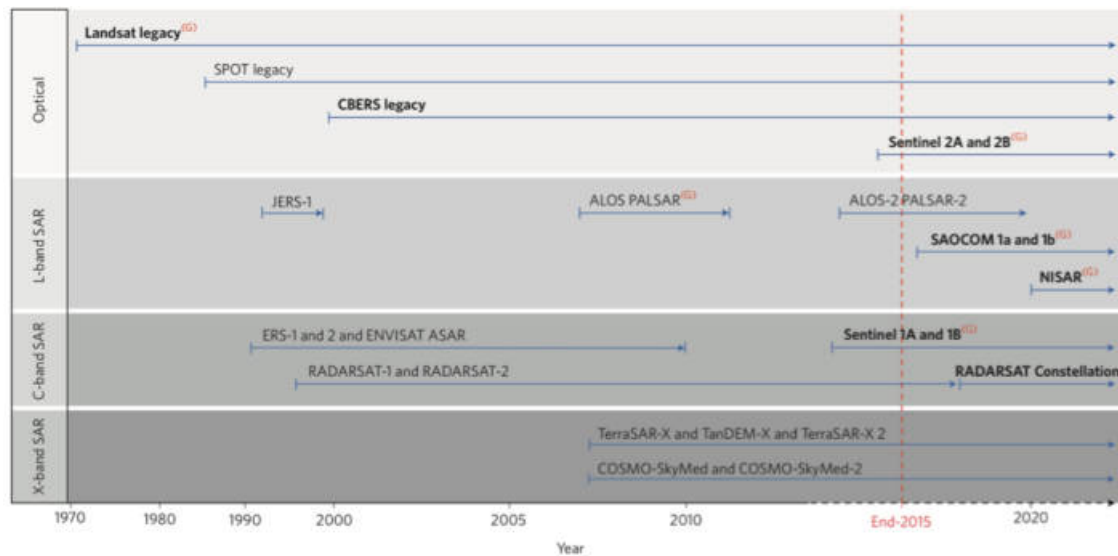 Optical
Landsat legacy(G)
SPOT legacy
CBERS legacy
Sentinel 2A and 2B(G)
L-band SAR
JERS-1
ALOS PALSAR(G)
ALOS-2 PALSAR-2
SAOCOM 1a and 1b(G)
NISAR(G)
C-band SAR
ERS-1 and 2 and ENVISAT ASAR
Sentinel 1A and 1B(G)
RADARSAT-1 and RADARSAT-2
RADARSAT Constellation
X-band SAR
TerraSAR-X and TanDEM-X and TerraSAR-X 2
COSMO-SkyMed and COSMO-SkyMed-2
1970 1980 1990 2000 2005 2010 End-2015 2020
Year